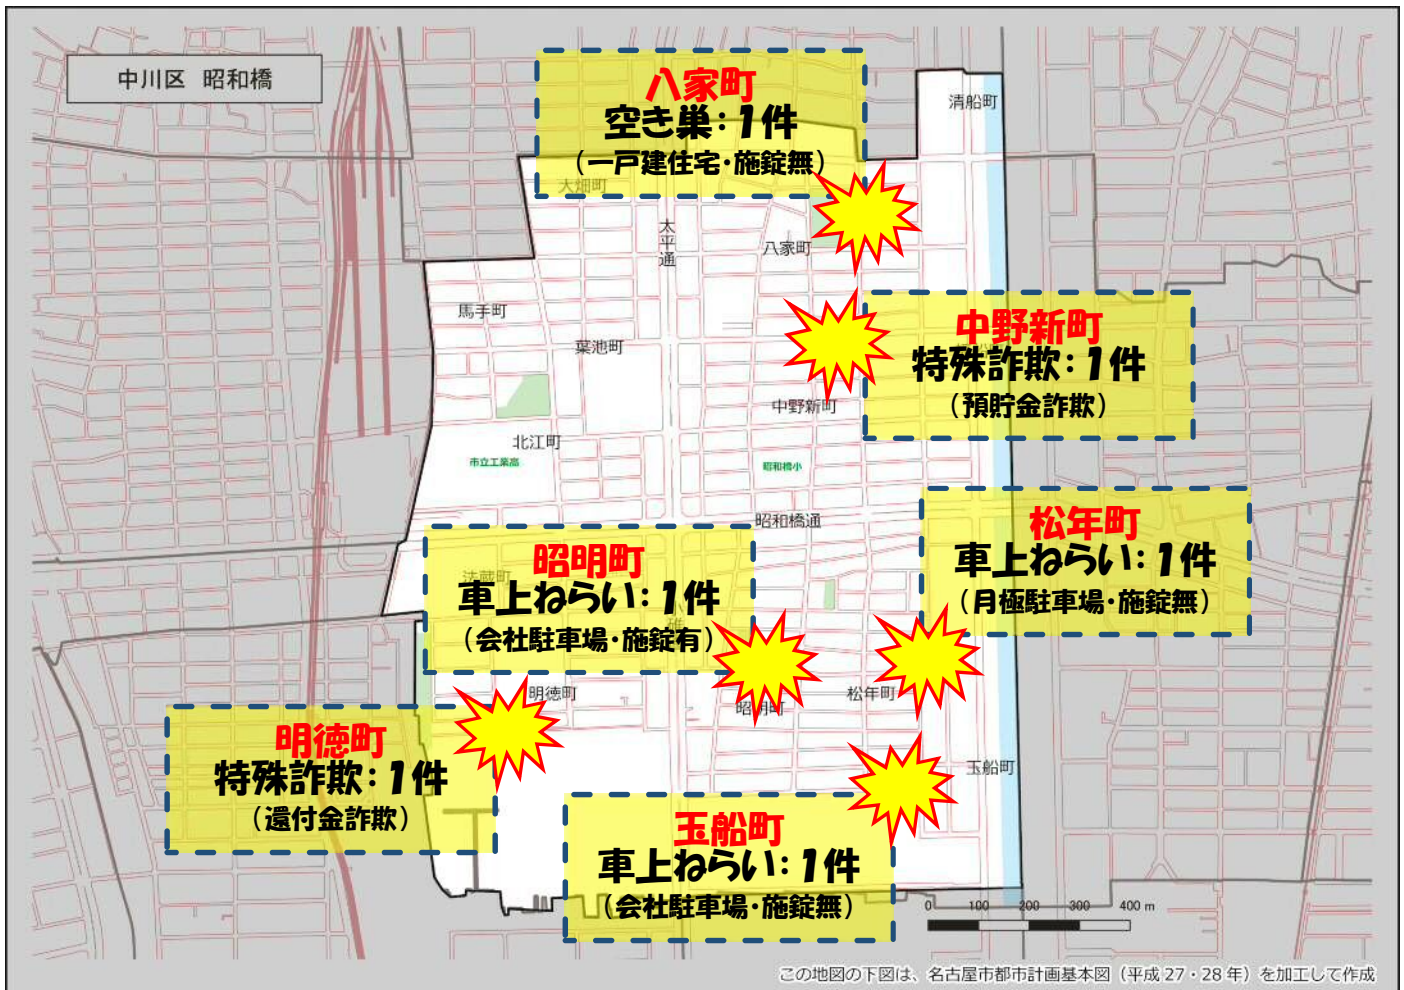 中川区 昭和橋
八家町
空き巣：1件
（一戸建住宅・施錠無）
清船町
大畑町
太平通
八家町
馬手町
葉池町
中野新町
特殊詐欺：1件
（預貯金詐欺）
中野新町
北江町
市立工業高
昭和橋小
昭和橋通
松年町
車上ねらい：1件
（月極駐車場・施錠無）
昭明町
車上ねらい：1件
（会社駐車場・施錠有）
法蔵町
明徳町
昭明町
松年町
明徳町
特殊詐欺：1件
（還付金詐欺）
玉船町
玉船町
車上ねらい：1件
（会社駐車場・施錠無）
0 100 200 300 400 m
この地図の下図は、名古屋市都市計画基本図（平成 27・28 年）を加工して作成